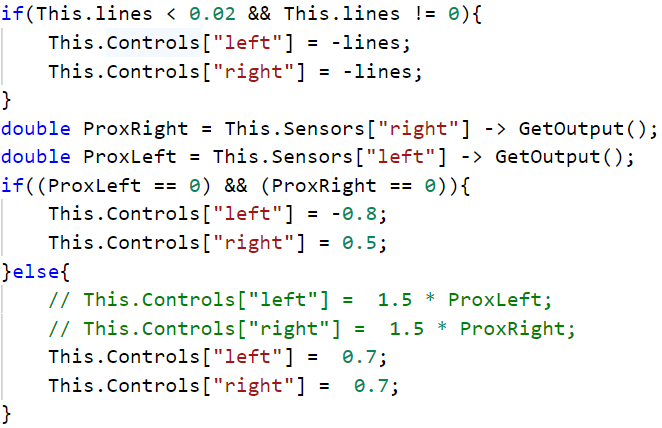 if(This.lines < 0.02 && This.lines != 0){
    This.Controls["left"] = -lines;
    This.Controls["right"] = -lines;
}
double ProxRight = This.Sensors["right"] -> GetOutput();
double ProxLeft = This.Sensors["left"] -> GetOutput();
if((ProxLeft == 0) && (ProxRight == 0)){
    This.Controls["left"] = -0.8;
    This.Controls["right"] = 0.5;
}else{
    // This.Controls["left"] =  1.5 * ProxLeft;
    // This.Controls["right"] =  1.5 * ProxRight;
    This.Controls["left"] =  0.7;
    This.Controls["right"] =  0.7;
}